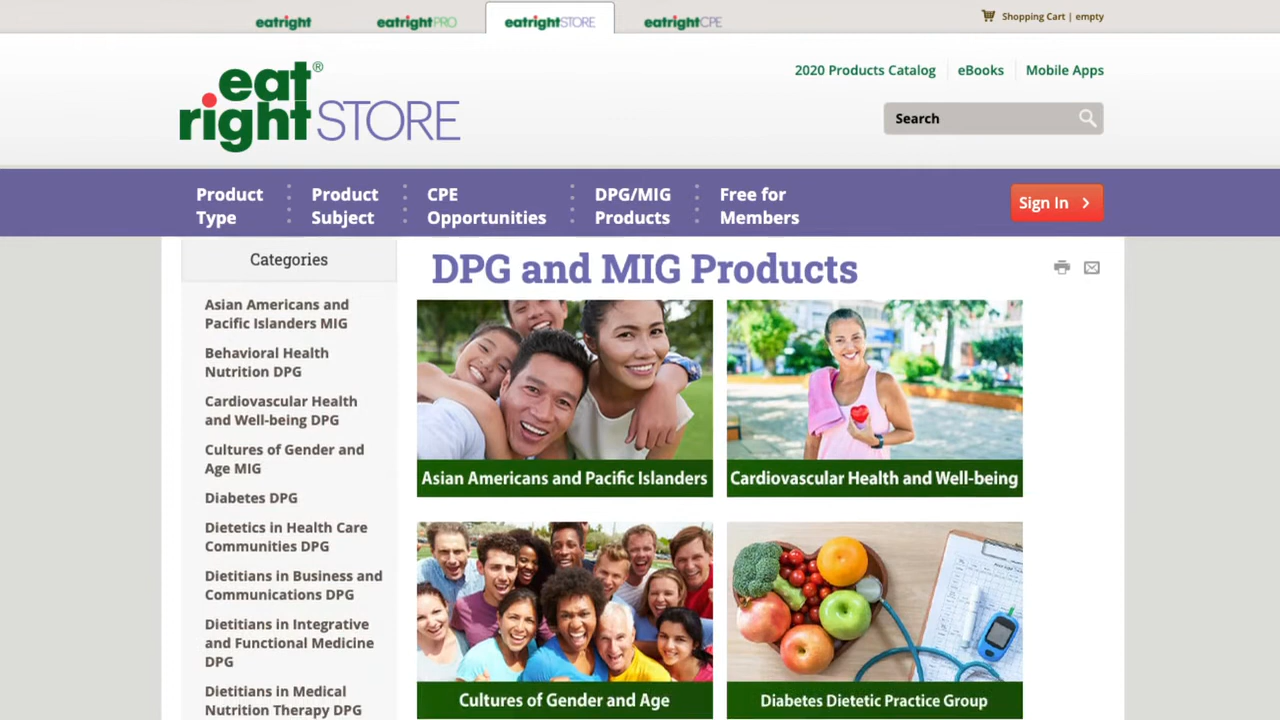 eatright
eatrightPRO
eatrightSTORE
eatrightCPE
Shopping Cart | empty
eat®
right STORE
2020 Products Catalog
eBooks
Mobile Apps
Search
Product
Type
Product
Subject
CPE
Opportunities
DPG/MIG
Products
Free for
Members
Sign In
Categories
Asian Americans and
Pacific Islanders MIG
Behavioral Health
Nutrition DPG
Cardiovascular Health
and Well-being DPG
Cultures of Gender and
Age MIG
Diabetes DPG
Dietetics in Health Care
Communities DPG
Dietitians in Business and
Communications DPG
Dietitians in Integrative
and Functional Medicine
DPG
Dietitians in Medical
Nutrition Therapy DPG
DPG and MIG Products
Asian Americans and Pacific Islanders
Cardiovascular Health and Well-being
Cultures of Gender and Age
Diabetes Dietetic Practice Group